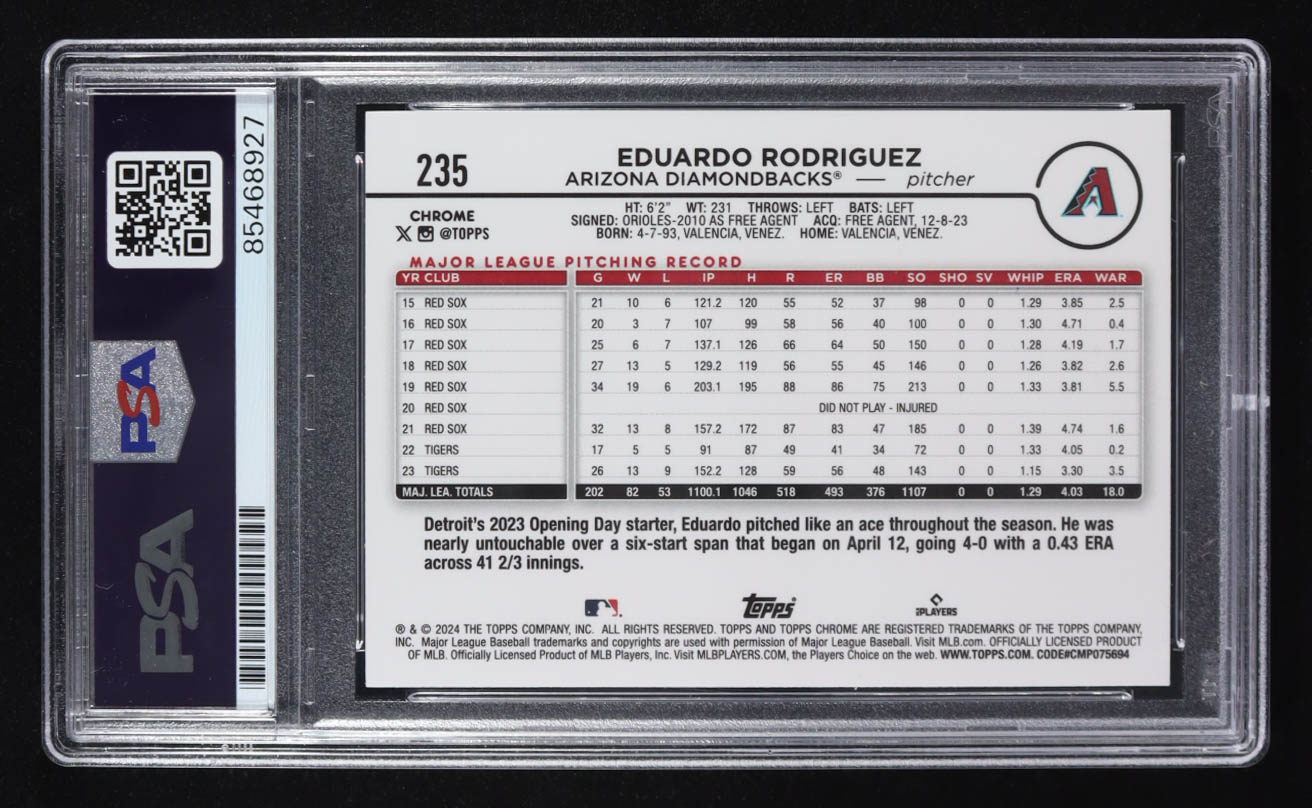 85468927
PSA
PSA
235
EDUARDO RODRIGUEZ
ARIZONA DIAMONDBACKS® — pitcher
A
CHROME
@TOPPS
HT: 6'2" WT: 231 THROWS: LEFT BATS: LEFT
SIGNED: ORIOLES-2010 AS FREE AGENT ACQ: FREE AGENT, 12-8-23
BORN: 4-7-93, VALENCIA, VENEZ. HOME: VALENCIA, VENEZ.
MAJOR LEAGUE PITCHING RECORD
YR CLUB G W L IP H R ER BB SO SHO SV WHIP ERA WAR
15 RED SOX 21 10 6 121.2 120 55 52 37 98 0 0 1.29 3.85 2.5
16 RED SOX 20 3 7 107 99 58 56 40 100 0 0 1.30 4.71 0.4
17 RED SOX 25 6 7 137.1 126 66 64 50 150 0 0 1.28 4.19 1.7
18 RED SOX 27 13 5 129.2 119 56 55 45 146 0 0 1.26 3.82 2.6
19 RED SOX 34 19 6 203.1 195 88 86 75 213 0 0 1.33 3.81 5.5
20 RED SOX DID NOT PLAY - INJURED
21 RED SOX 32 13 8 157.2 172 87 83 47 185 0 0 1.39 4.74 1.6
22 TIGERS 17 5 5 91 87 49 41 34 72 0 0 1.33 4.05 0.2
23 TIGERS 26 13 9 152.2 128 59 56 48 143 0 0 1.15 3.30 3.5
MAJ. LEA. TOTALS 202 82 53 1100.1 1046 518 493 376 1107 0 0 1.29 4.03 18.0
Detroit's 2023 Opening Day starter, Eduardo pitched like an ace throughout the season. He was
nearly untouchable over a six-start span that began on April 12, going 4-0 with a 0.43 ERA
across 41 2/3 innings.
Topps PLAYERS
® & © 2024 THE TOPPS COMPANY, INC. ALL RIGHTS RESERVED. TOPPS AND TOPPS CHROME ARE REGISTERED TRADEMARKS OF THE TOPPS COMPANY,
INC. Major League Baseball trademarks and copyrights are used with permission of Major League Baseball. Visit MLB.com. OFFICIALLY LICENSED PRODUCT
OF MLB. Officially Licensed Product of MLB Players, Inc. Visit MLBPLAYERS.COM, the Players Choice on the web. WWW.TOPPS.COM. CODE#CMP075694